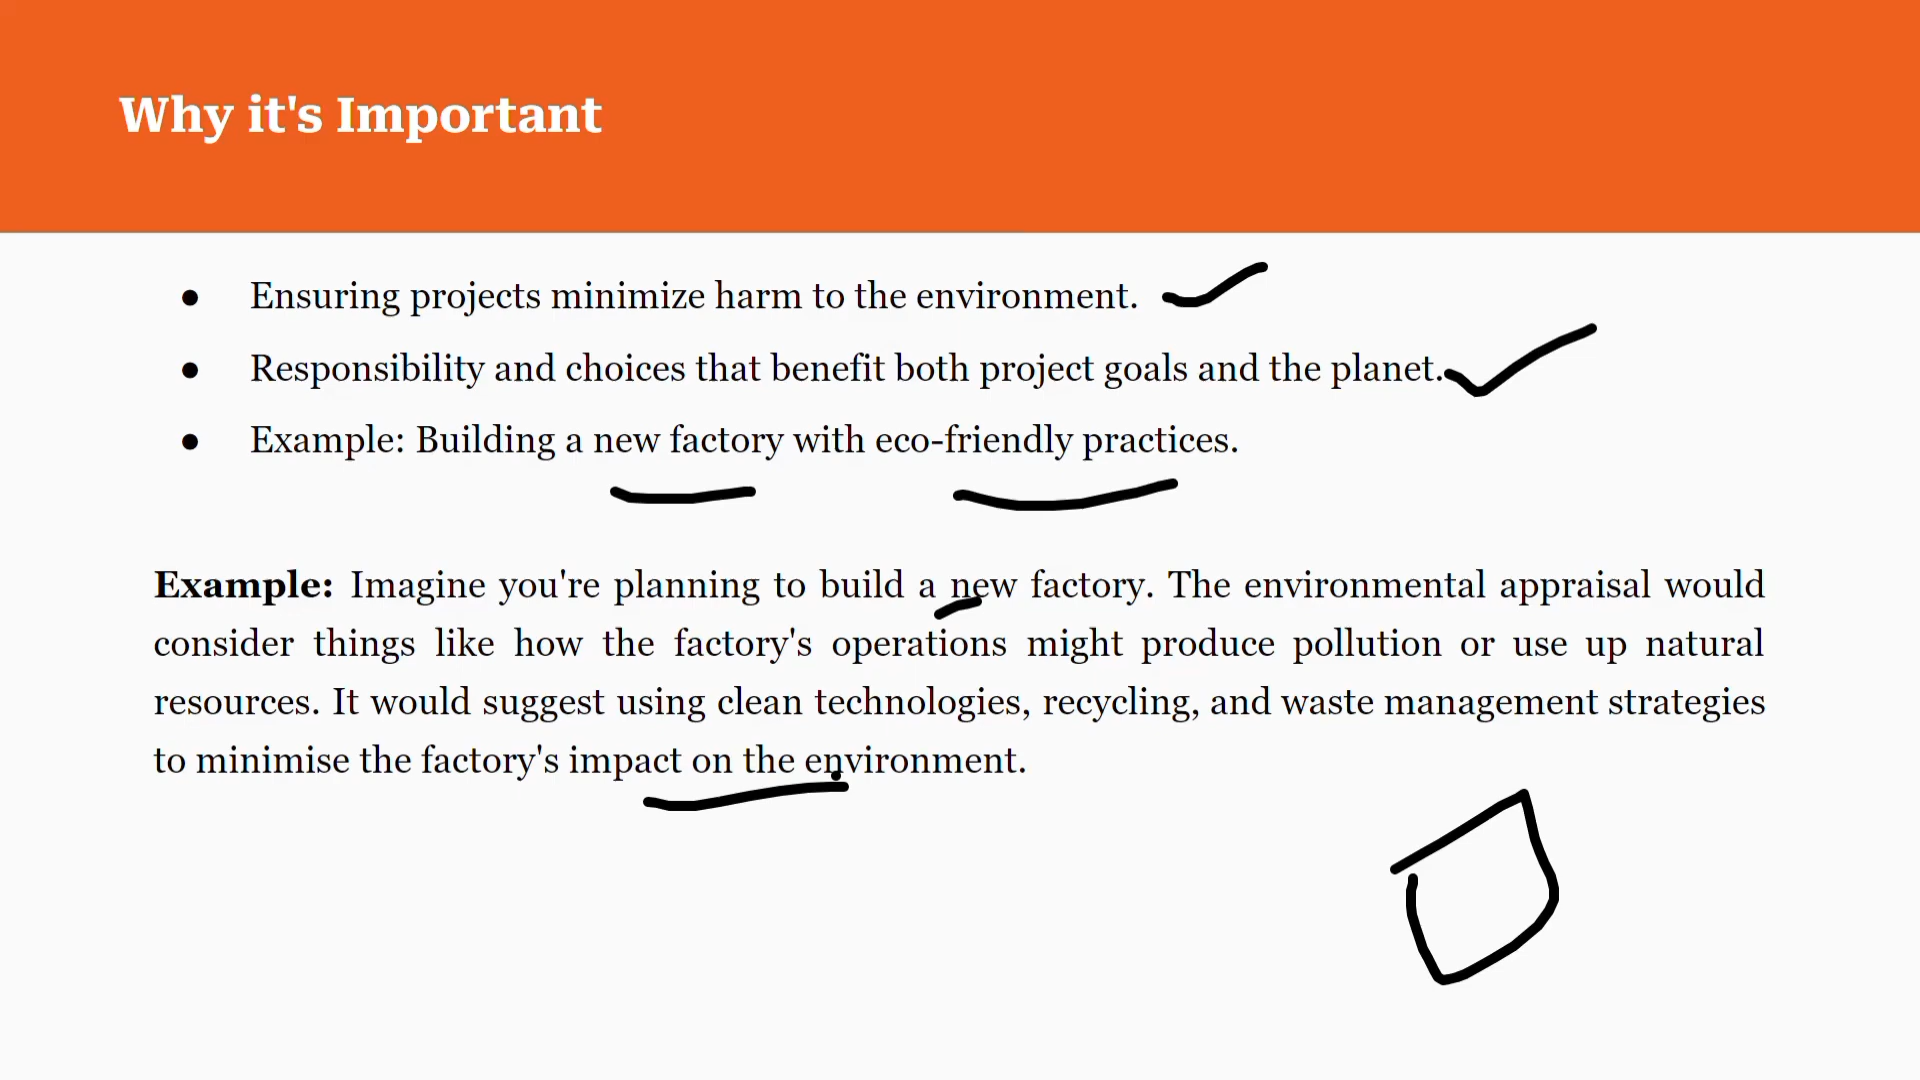 Why it's Important
● Ensuring projects minimize harm to the environment.
● Responsibility and choices that benefit both project goals and the planet.
● Example: Building a new factory with eco-friendly practices.
Example: Imagine you're planning to build a new factory. The environmental appraisal would
consider things like how the factory's operations might produce pollution or use up natural
resources. It would suggest using clean technologies, recycling, and waste management strategies
to minimise the factory's impact on the environment.